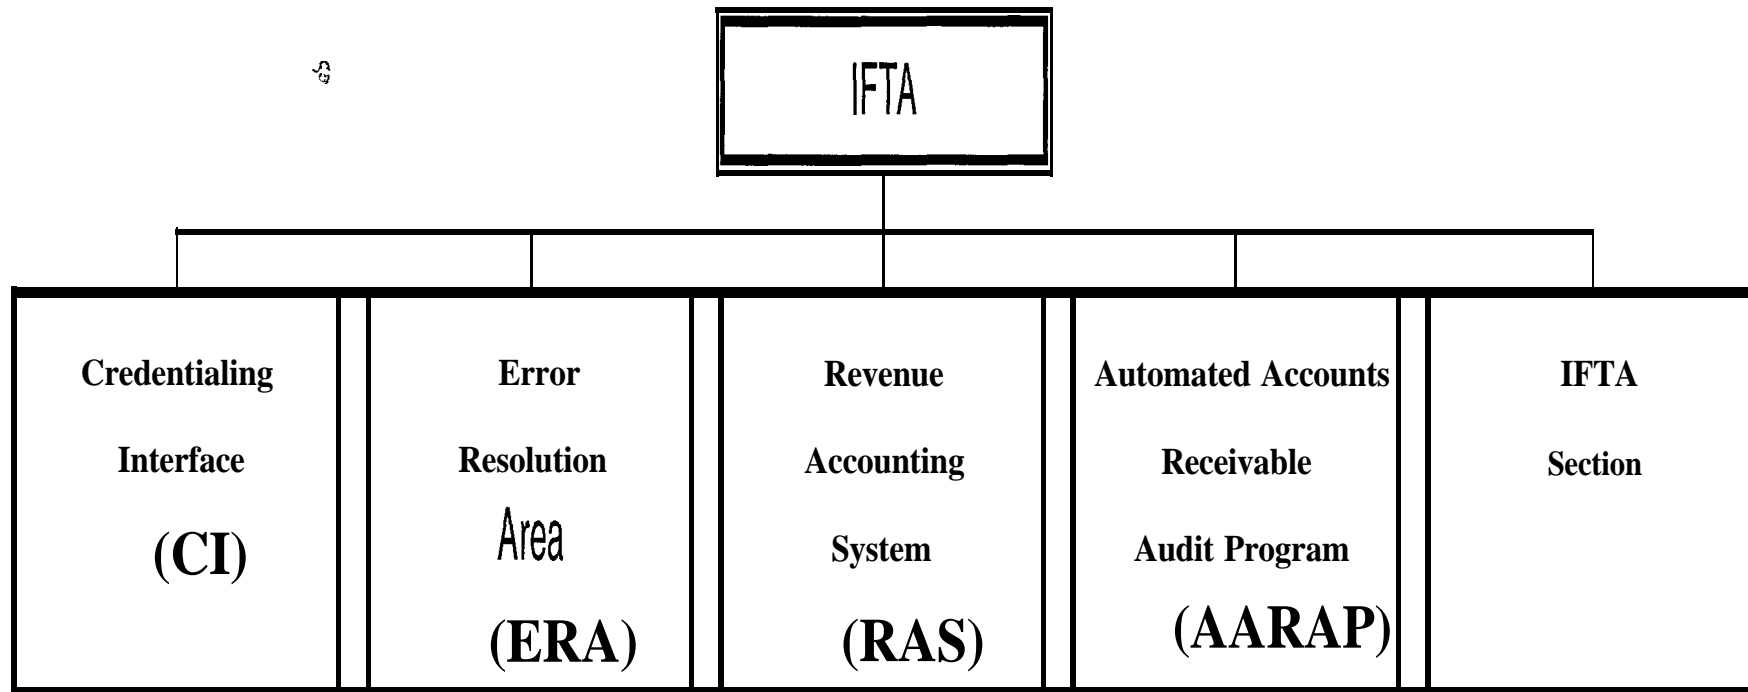 IFTA
Credentialing
Interface
(CI)
Error
Resolution
Area
(ERA)
Revenue
Accounting
System
(RAS)
Automated Accounts
Receivable
Audit Program
(AARAP)
IFTA
Section